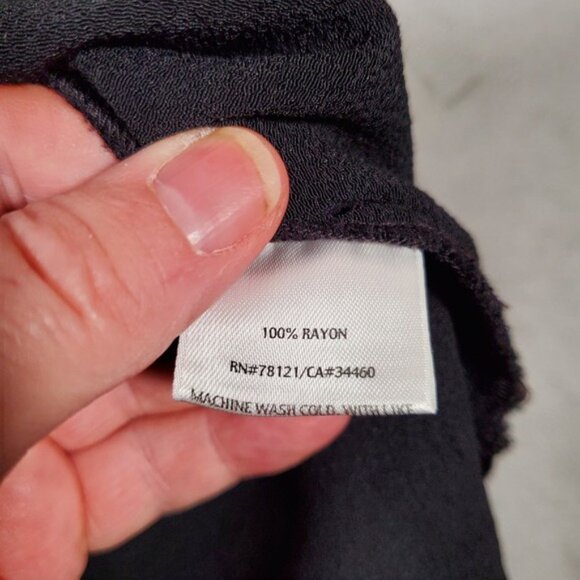 100% RAYON
RN#78121/CA#34460
MACHINE WASH COLD, WITH LIKE